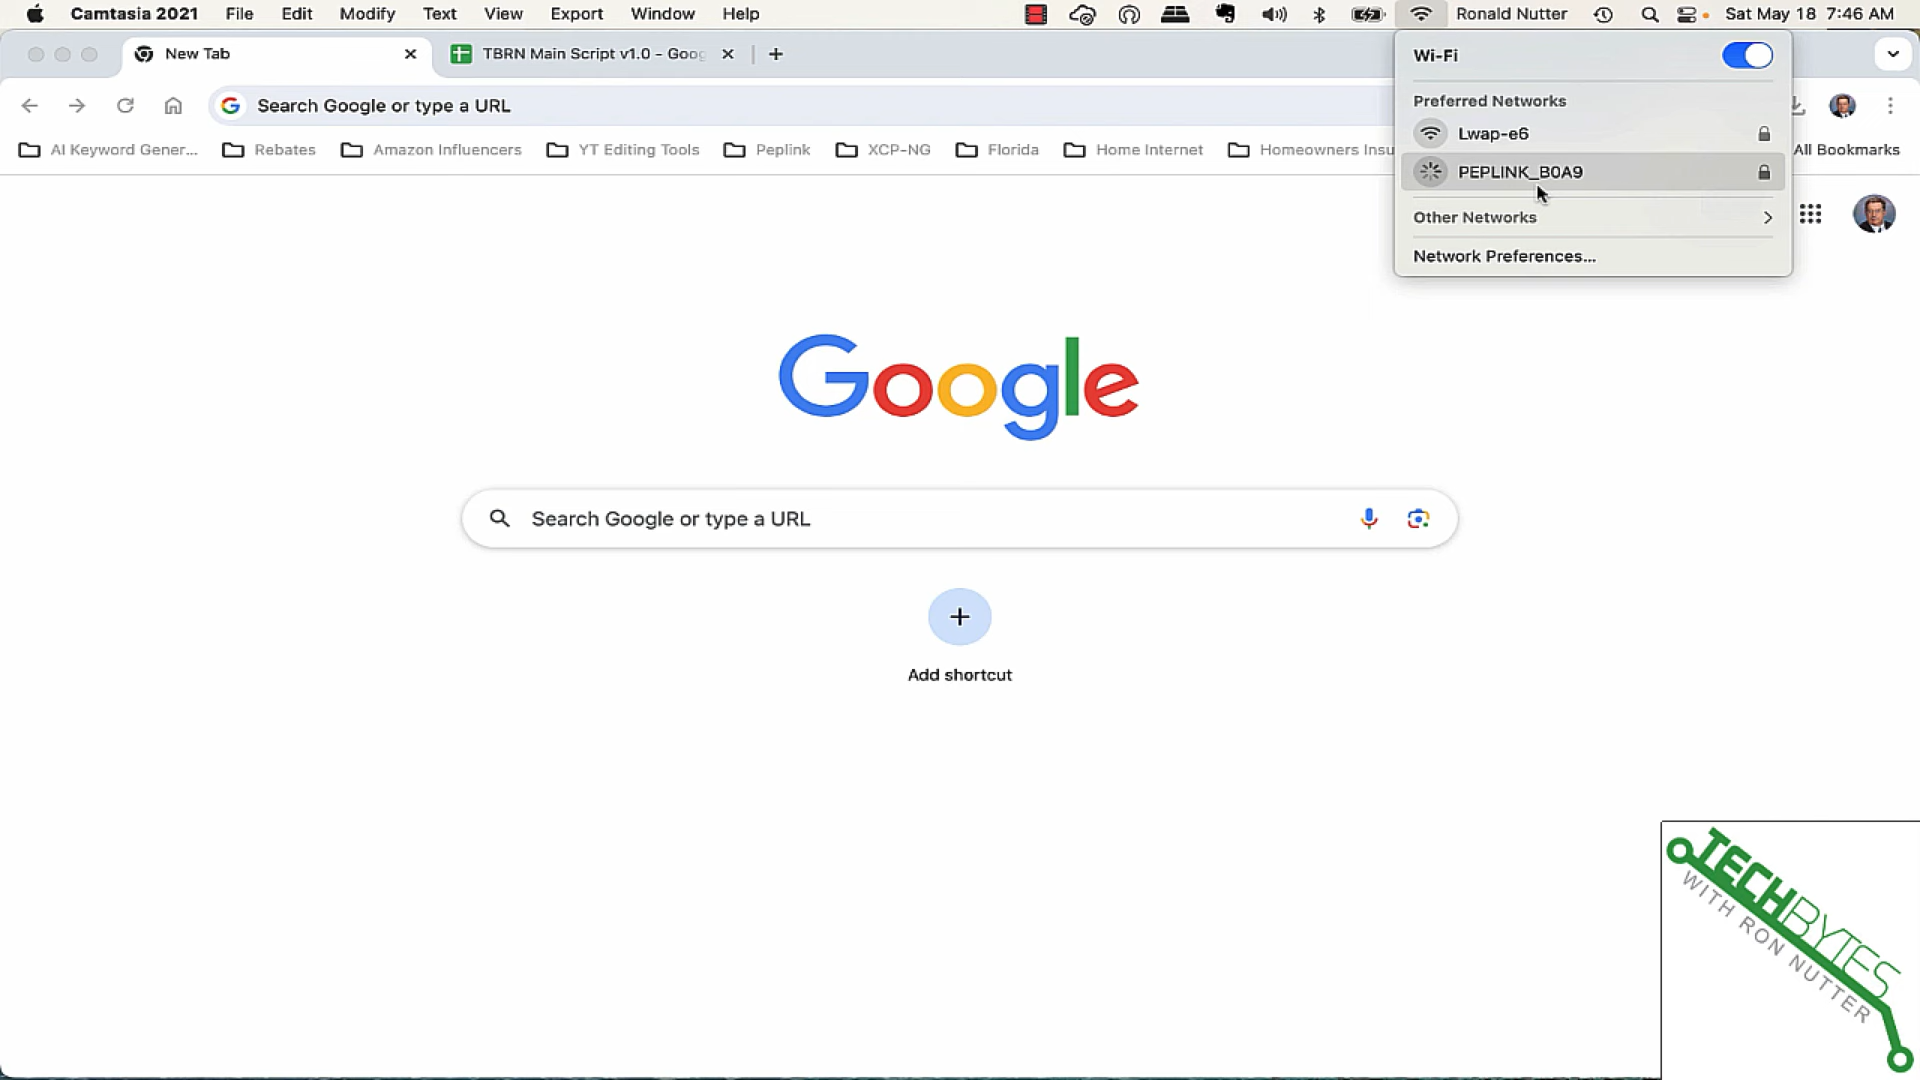 Camtasia 2021 File Edit Modify Text View Export Window Help Ronald Nutter Sat May 18 7:46 AM
New Tab TBRN Main Script v1.0 - Goog
Search Google or type a URL
AI Keyword Gener... Rebates Amazon Influencers YT Editing Tools Peplink XCP-NG Florida Home Internet Homeowners Insu All Bookmarks
Wi-Fi
Preferred Networks
Lwap-e6
PEPLINK_B0A9
Other Networks
Network Preferences...
Google
Search Google or type a URL
Add shortcut
TECHBYTES
WITH RON NUTTER